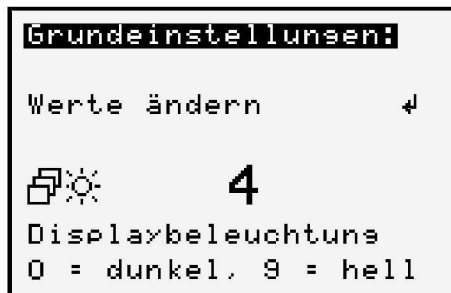 Grundeinstellungen:
Werte ändern ↲
4
Displaybeleuchtung
0 = dunkel, 9 = hell